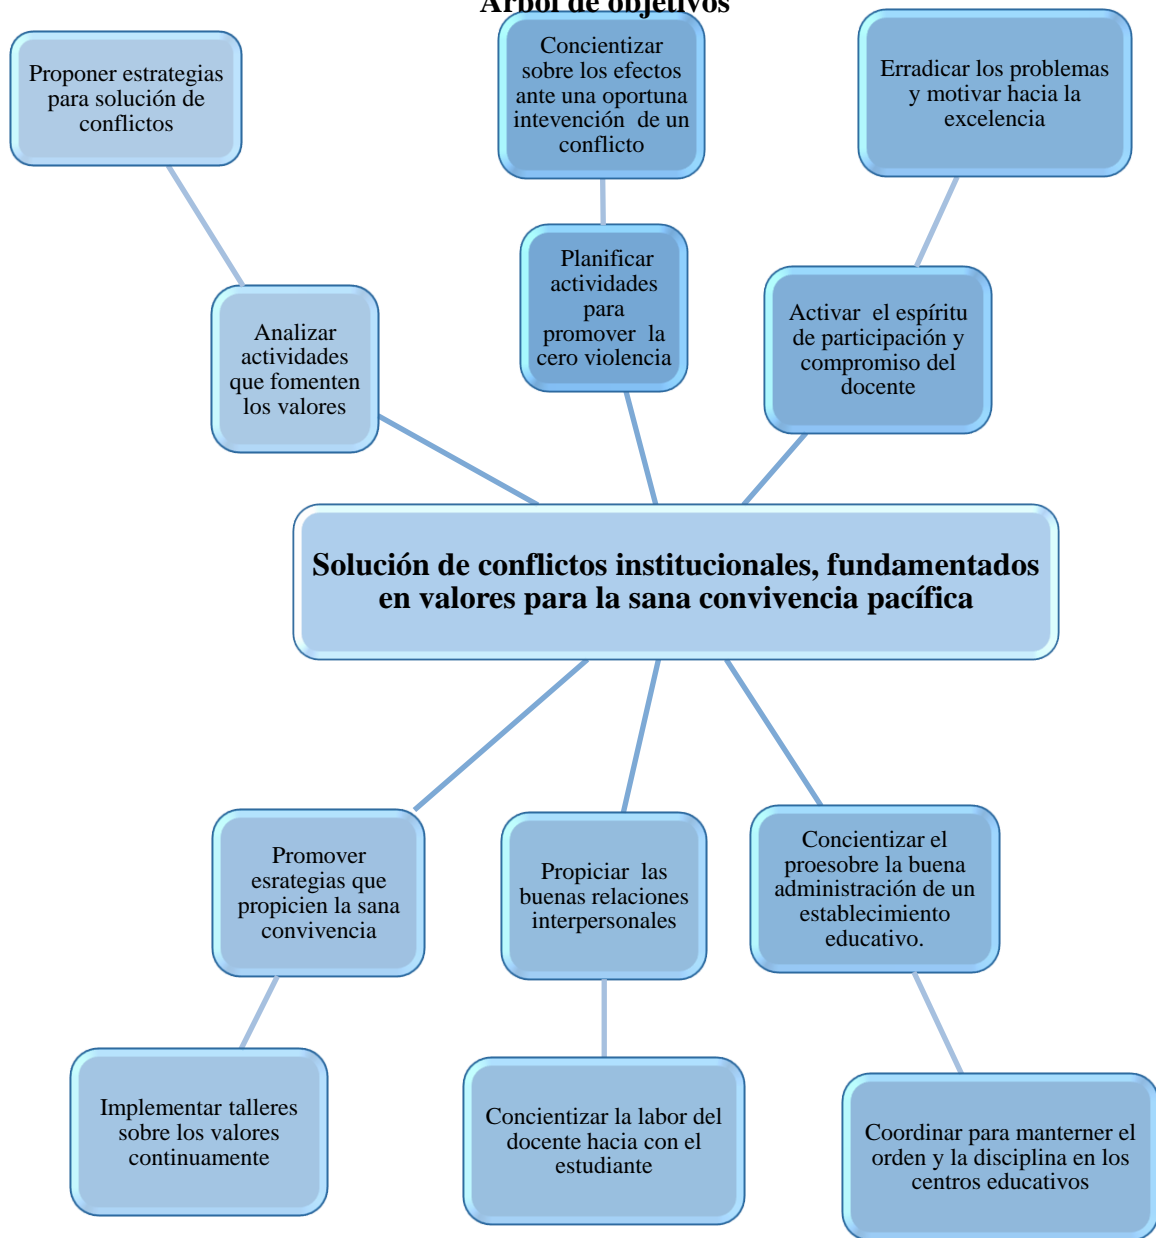 Árbol de objetivos
Proponer estrategias
para solución de
conflictos
Concientizar
sobre los efectos
ante una oportuna
intevención de un
conflicto
Erradicar los problemas
y motivar hacia la
excelencia
Analizar
actividades
que fomenten
los valores
Planificar
actividades
para
promover la
cero violencia
Activar el espíritu
de participación y
compromiso del
docente
Solución de conflictos institucionales, fundamentados
en valores para la sana convivencia pacífica
Promover
esrategias que
propicien la sana
convivencia
Propiciar las
buenas relaciones
interpersonales
Concientizar el
proesobre la buena
administración de un
establecimiento
educativo.
Implementar talleres
sobre los valores
continuamente
Concientizar la labor del
docente hacia con el
estudiante
Coordinar para manterner el
orden y la disciplina en los
centros educativos